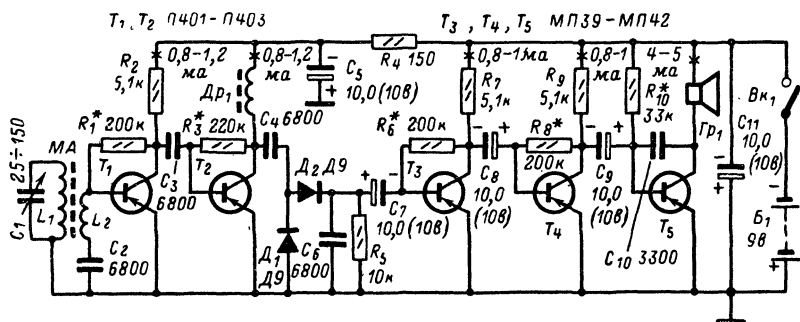 T₁, T₂ П401-П403
T₃, T₄, T₅ МП39-МП42
R₂
5,1к
0,8-1,2
ма
Др₁
0,8-1,2
ма
C₅
10,0(10в)
R₄ 150
0,8-1ма
R₇
5,1к
R₉
5,1к
0,8-1
ма
4-5
ма
R*₁₀
33к
Гр₁
C₁₁
10,0
(10в)
Вк₁
Б₁
9в
C₁ 25÷150
МА
L₁
L₂
R₁* 200к
T₁
C₂
6800
C₃
6800
R₃* 220к
T₂
C₄ 6800
Д₂ Д9
Д₁
Д9
C₆
6800
R₅
10к
C₇
10,0(10в)
R₆* 200к
T₃
C₈
10,0
(10в)
R₈*
200к
T₄
C₉
10,0
(10в)
T₅
C₁₀ 3300